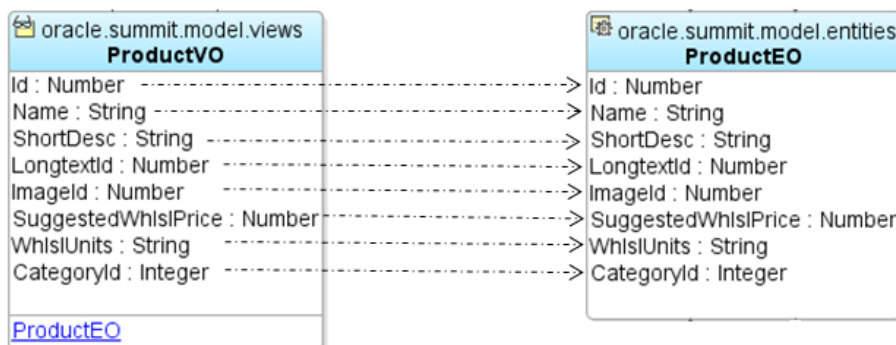 oracle.summit.model.views
ProductVO
Id : Number
Name : String
ShortDesc : String
LongtextId : Number
ImageId : Number
SuggestedWhlslPrice : Number
WhlslUnits : String
CategoryId : Integer
ProductEO
oracle.summit.model.entities
ProductEO
Id : Number
Name : String
ShortDesc : String
LongtextId : Number
ImageId : Number
SuggestedWhlslPrice : Number
WhlslUnits : String
CategoryId : Integer